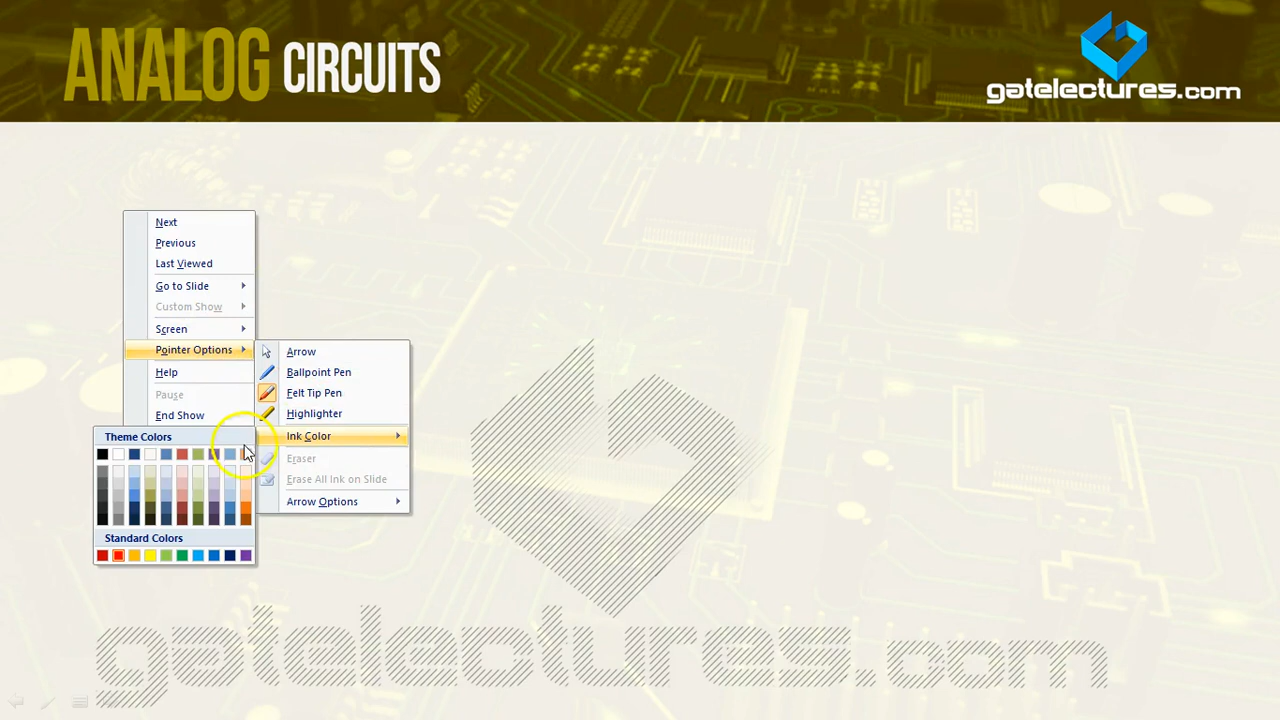 ANALOG CIRCUITS
gatelectures.com
Next
Previous
Last Viewed
Go to Slide
Custom Show
Screen
Pointer Options
Help
Pause
End Show
Arrow
Ballpoint Pen
Felt Tip Pen
Highlighter
Ink Color
Eraser
Erase All Ink on Slide
Arrow Options
Theme Colors
Standard Colors
gatelectures.com